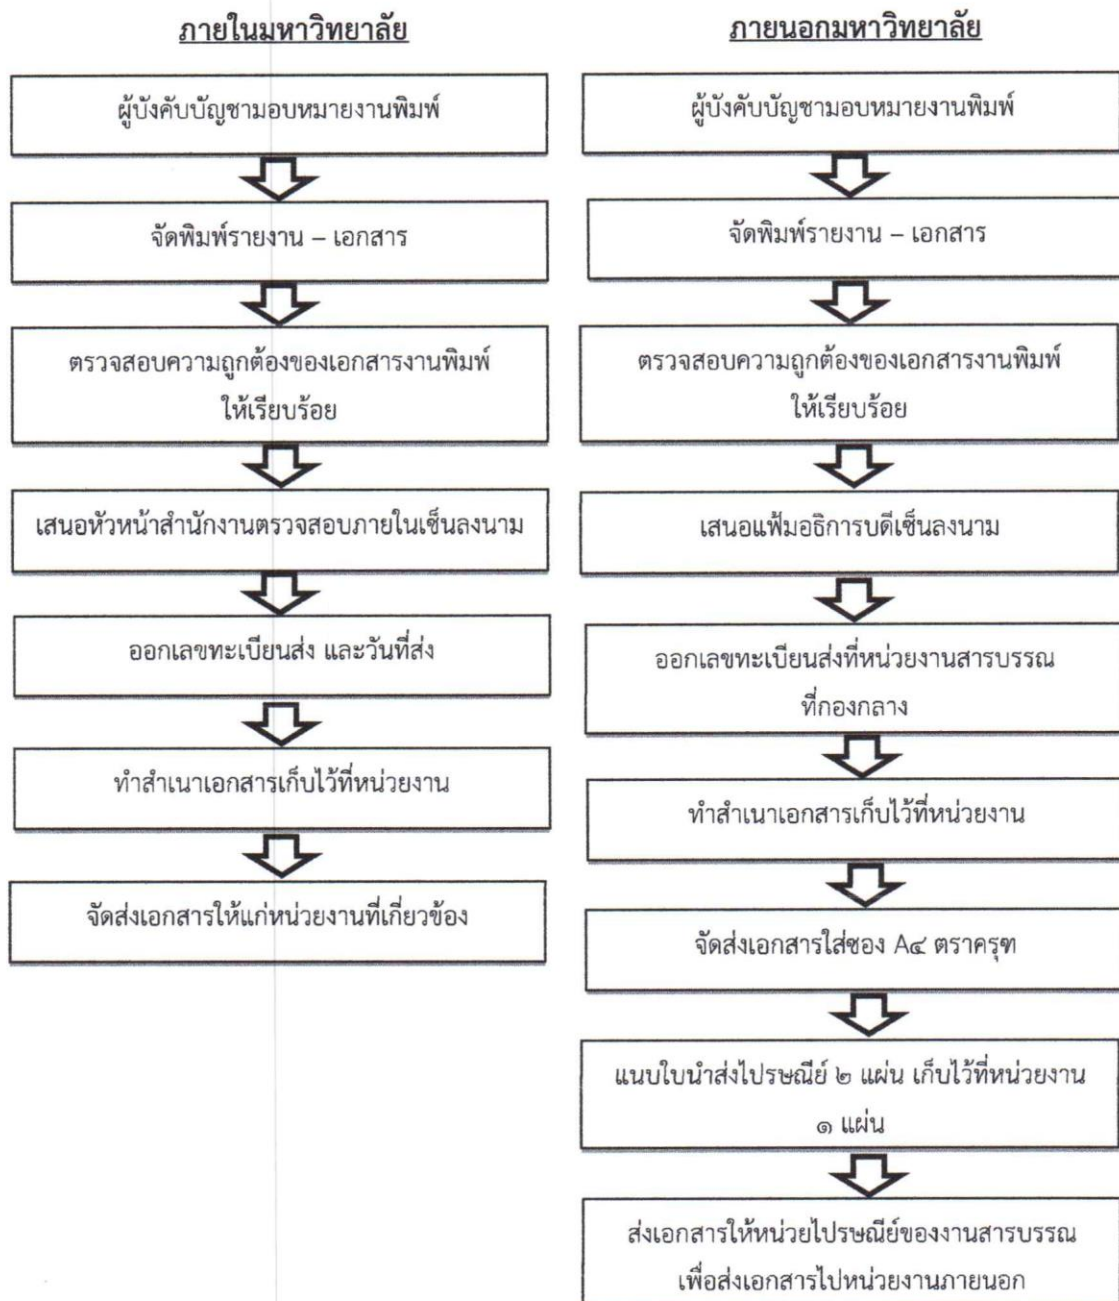 ภายในมหาวิทยาลัย
ผู้บังคับบัญชามอบหมายงานพิมพ์
จัดพิมพ์รายงาน – เอกสาร
ตรวจสอบความถูกต้องของเอกสารงานพิมพ์
ให้เรียบร้อย
เสนอหัวหน้าสำนักงานตรวจสอบภายในเซ็นลงนาม
ออกเลขทะเบียนส่ง และวันที่ส่ง
ทำสำเนาเอกสารเก็บไว้ที่หน่วยงาน
จัดส่งเอกสารให้แก่หน่วยงานที่เกี่ยวข้อง
ภายนอกมหาวิทยาลัย
ผู้บังคับบัญชามอบหมายงานพิมพ์
จัดพิมพ์รายงาน – เอกสาร
ตรวจสอบความถูกต้องของเอกสารงานพิมพ์
ให้เรียบร้อย
เสนอแฟ้มอธิการบดีเซ็นลงนาม
ออกเลขทะเบียนส่งที่หน่วยงานสารบรรณ
ที่กองกลาง
ทำสำเนาเอกสารเก็บไว้ที่หน่วยงาน
จัดส่งเอกสารใส่ซอง A๔ ตราครุฑ
แนบใบนำส่งไปรษณีย์ ๒ แผ่น เก็บไว้ที่หน่วยงาน
๑ แผ่น
ส่งเอกสารให้หน่วยไปรษณีย์ของงานสารบรรณ
เพื่อส่งเอกสารไปหน่วยงานภายนอก